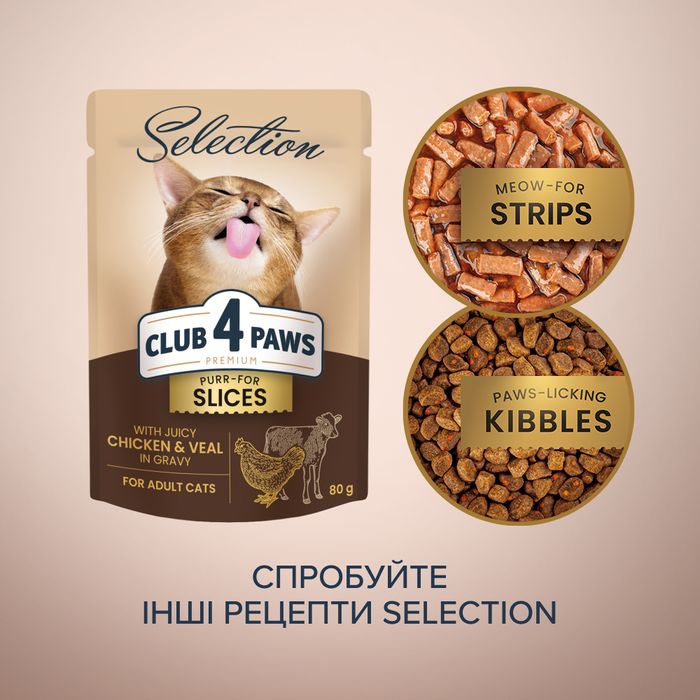 Selection
CLUB 4 PAWS
PREMIUM
PURR-FOR
SLICES
WITH JUICY
CHICKEN & VEAL
IN GRAVY
FOR ADULT CATS
80 g
MEOW-FOR
STRIPS
PAWS-LICKING
KIBBLES
СПРОБУЙТЕ
ІНШІ РЕЦЕПТИ SELECTION